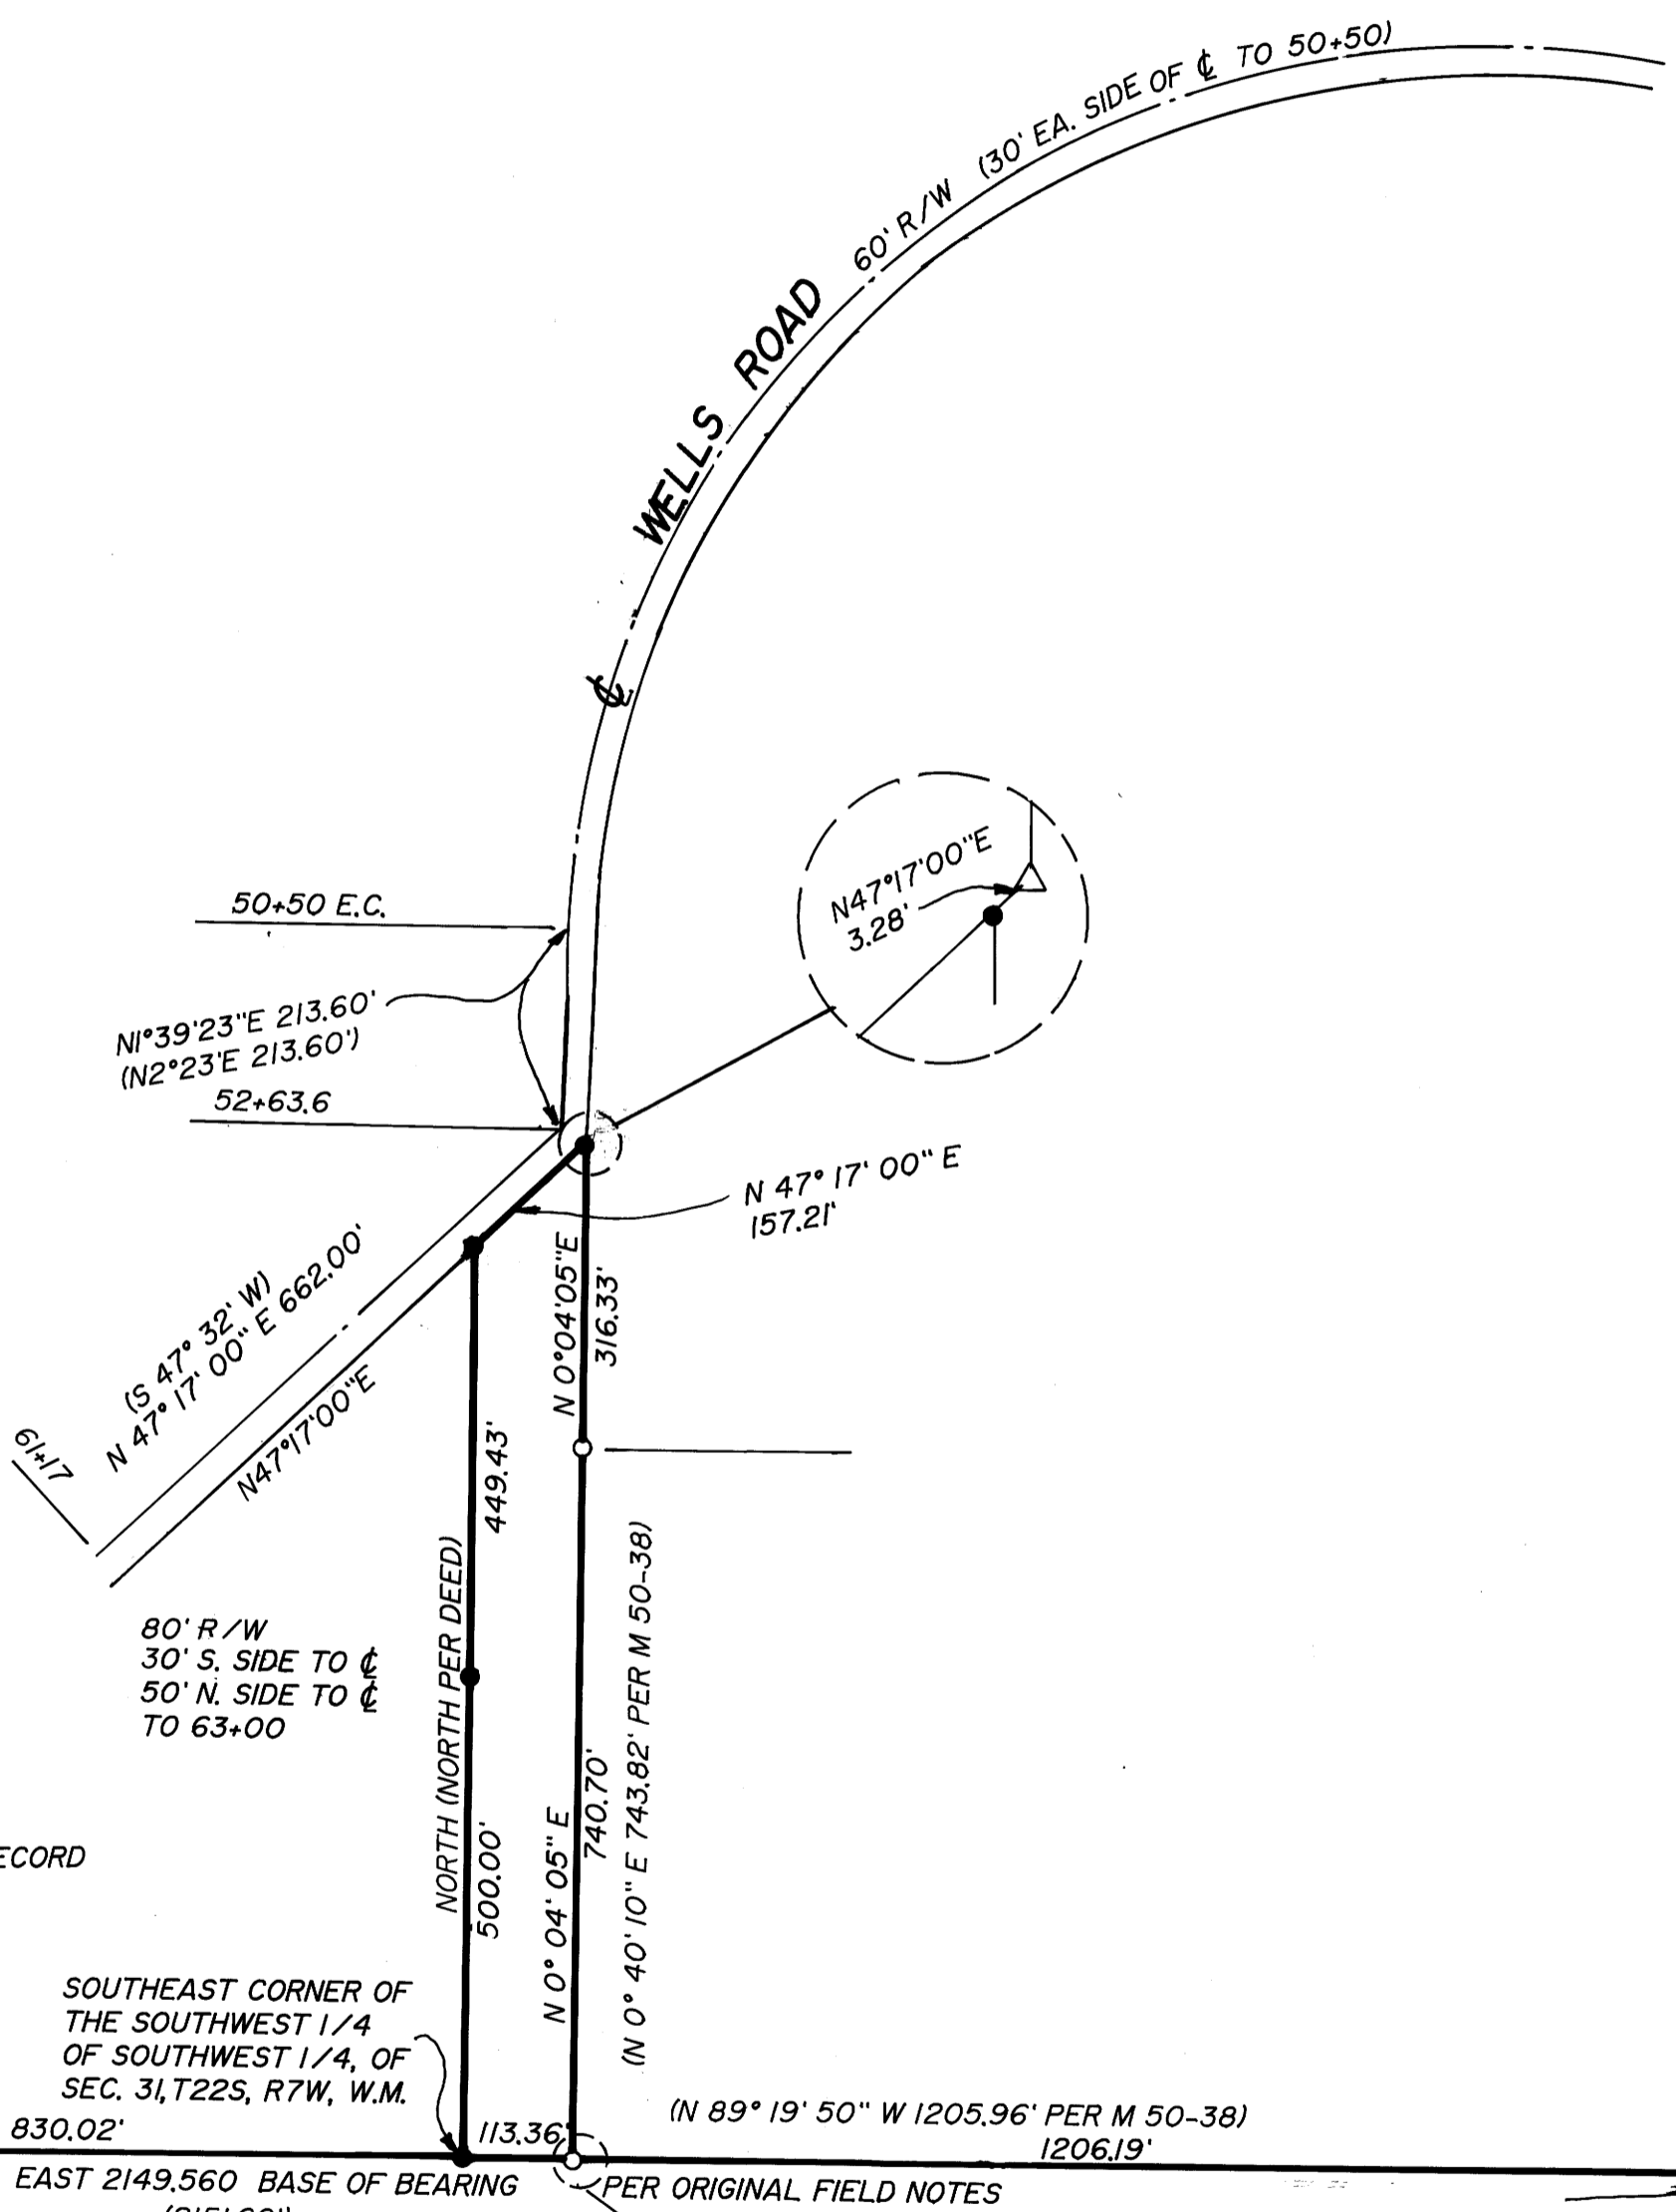 WELLS ROAD 60' R/W (30' EA. SIDE OF ℄ TO 50+50)
℄
N47°17'00"E
3.28'
50+50 E.C.
N1°39'23"E 213.60'
(N2°23'E 213.60')
52+63.6
N 47° 17' 00" E
157.21'
(S 47° 32' W)
N 47° 17' 00" E 662.00'
N47°17'00"E
61+17
N 0°04'05"E
316.33'
449.43'
NORTH (NORTH PER DEED)
500.00'
N 0° 04' 05" E
740.70'
(N 0° 40' 10" E 743.82' PER M 50-38)
80' R/W
30' S. SIDE TO ℄
50' N. SIDE TO ℄
TO 63+00
ECORD
SOUTHEAST CORNER OF
THE SOUTHWEST 1/4
OF SOUTHWEST 1/4, OF
SEC. 31, T22S, R7W, W.M.
830.02'
113.36'
(N 89° 19' 50" W 1205.96' PER M 50-38)
1206.19'
EAST 2149.560 BASE OF BEARING
PER ORIGINAL FIELD NOTES